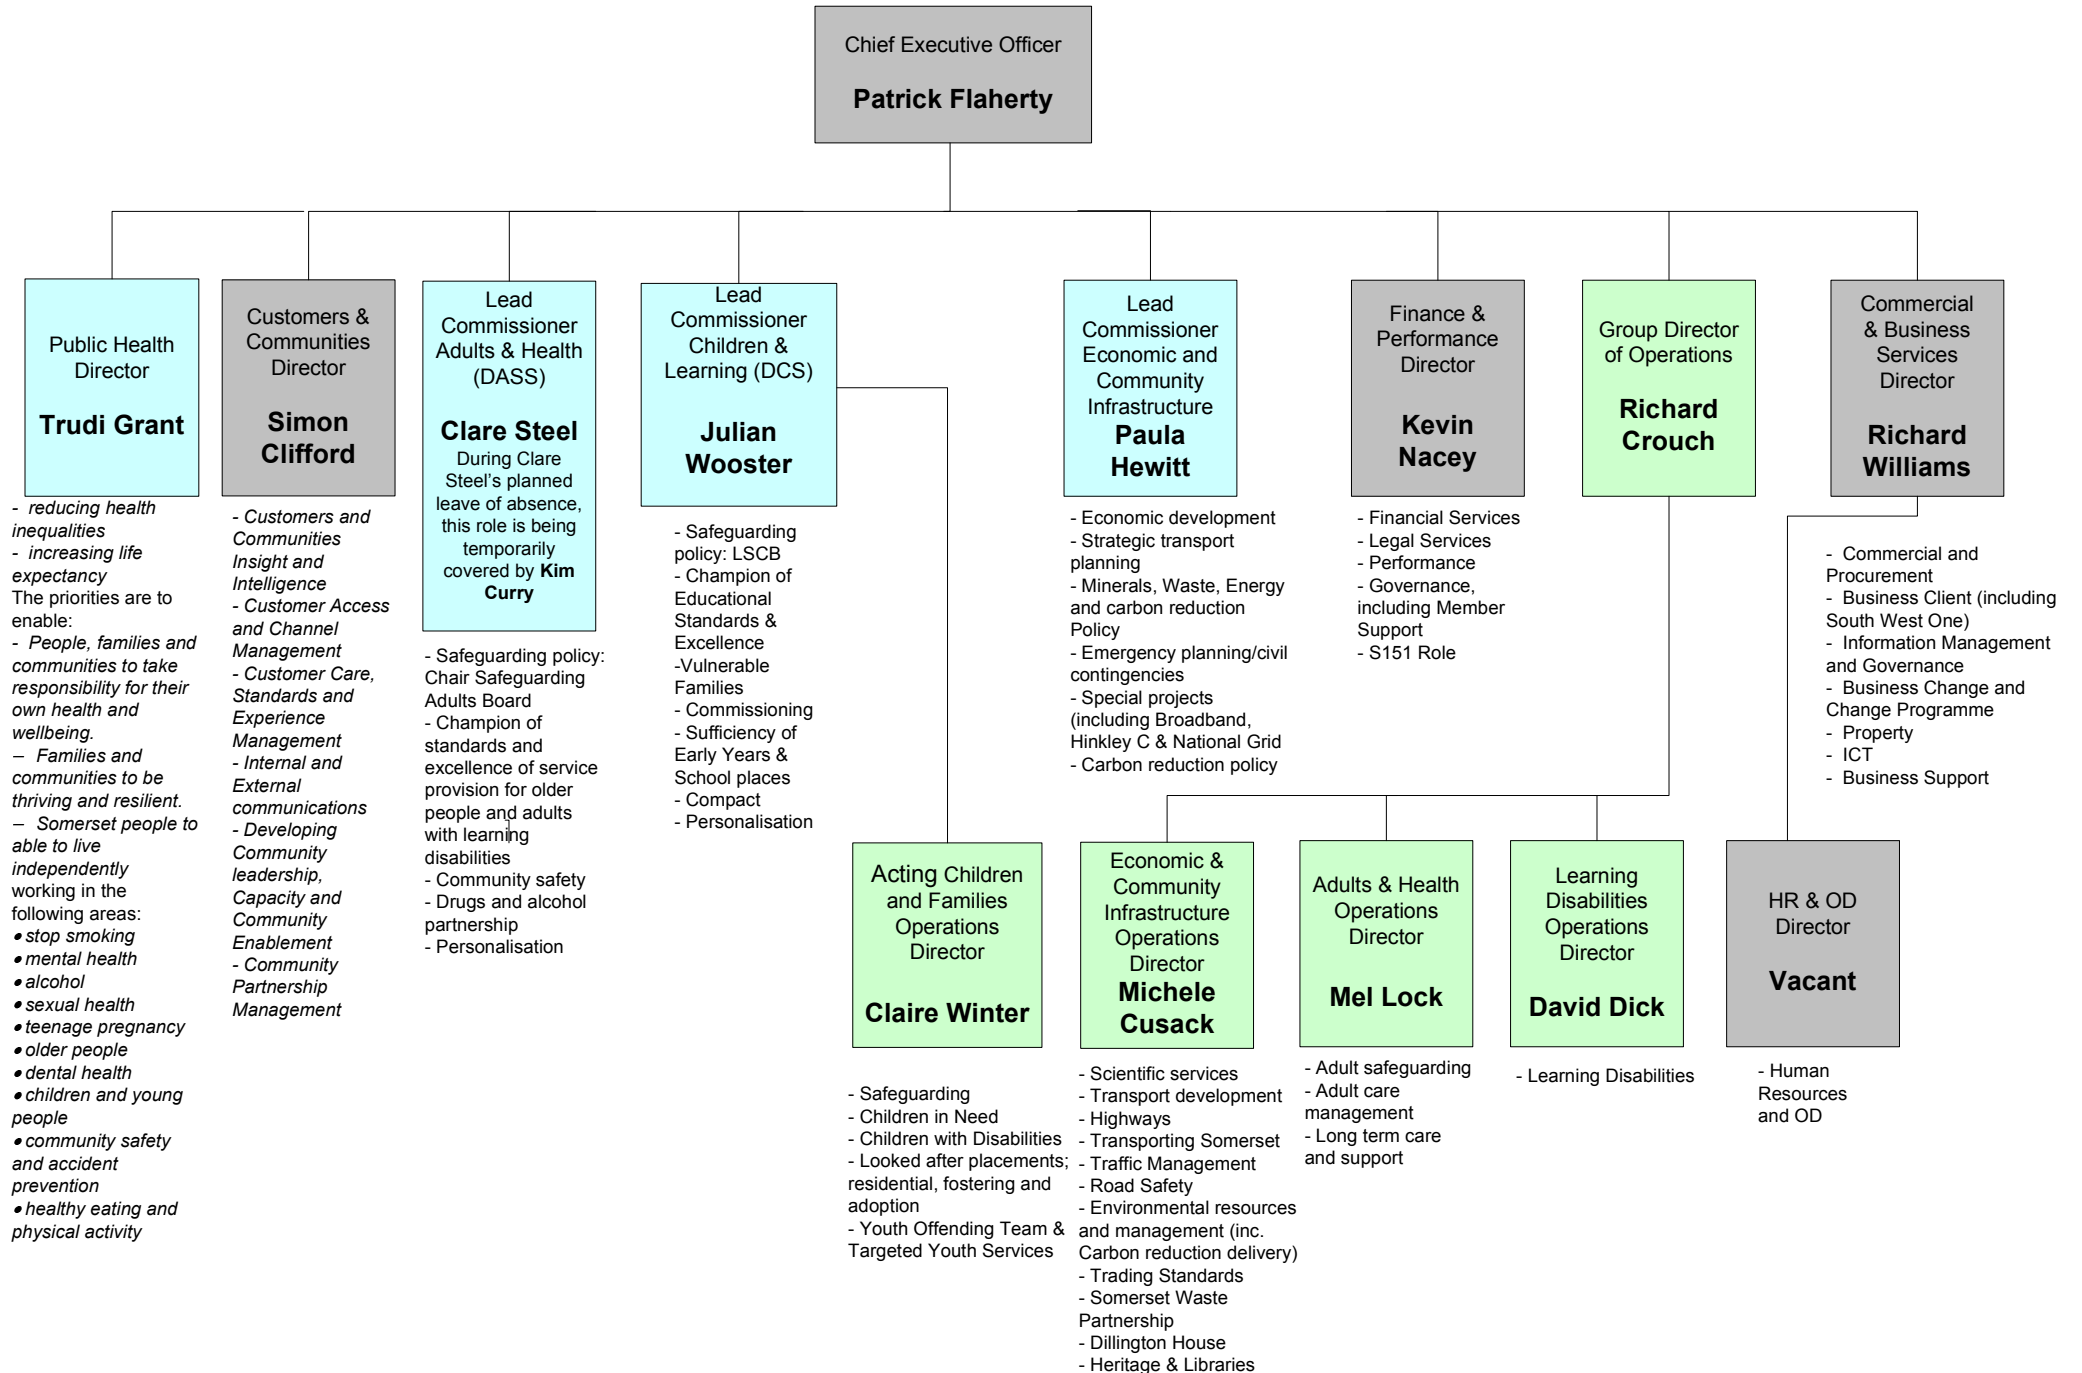 Chief Executive Officer
Patrick Flaherty
Public Health
Director
Trudi Grant
- reducing health
inequalities
- increasing life
expectancy
The priorities are to
enable:
- People, families and
communities to take
responsibility for their
own health and
wellbeing.
– Families and
communities to be
thriving and resilient.
– Somerset people to
able to live
independently
working in the
following areas:
• stop smoking
• mental health
• alcohol
• sexual health
• teenage pregnancy
• older people
• dental health
• children and young
people
• community safety
and accident
prevention
• healthy eating and
physical activity
Customers &
Communities
Director
Simon
Clifford
- Customers and
Communities
Insight and
Intelligence
- Customer Access
and Channel
Management
- Customer Care,
Standards and
Experience
Management
- Internal and
External
communications
- Developing
Community
leadership,
Capacity and
Community
Enablement
- Community
Partnership
Management
Lead
Commissioner
Adults & Health
(DASS)
Clare Steel
During Clare
Steel's planned
leave of absence,
this role is being
temporarily
covered by Kim
Curry
- Safeguarding policy:
Chair Safeguarding
Adults Board
- Champion of
standards and
excellence of service
provision for older
people and adults
with learning
disabilities
- Community safety
- Drugs and alcohol
partnership
- Personalisation
Lead
Commissioner
Children &
Learning (DCS)
Julian
Wooster
- Safeguarding
policy: LSCB
- Champion of
Educational
Standards &
Excellence
-Vulnerable
Families
- Commissioning
- Sufficiency of
Early Years &
School places
- Compact
- Personalisation
Lead
Commissioner
Economic and
Community
Infrastructure
Paula
Hewitt
- Economic development
- Strategic transport
planning
- Minerals, Waste, Energy
and carbon reduction
Policy
- Emergency planning/civil
contingencies
- Special projects
(including Broadband,
Hinkley C & National Grid
- Carbon reduction policy
Finance &
Performance
Director
Kevin
Nacey
- Financial Services
- Legal Services
- Performance
- Governance,
including Member
Support
- S151 Role
Group Director
of Operations
Richard
Crouch
Commercial
& Business
Services
Director
Richard
Williams
- Commercial and
Procurement
- Business Client (including
South West One)
- Information Management
and Governance
- Business Change and
Change Programme
- Property
- ICT
- Business Support
Acting Children
and Families
Operations
Director
Claire Winter
- Safeguarding
- Children in Need
- Children with Disabilities
- Looked after placements;
residential, fostering and
adoption
- Youth Offending Team &
Targeted Youth Services
Economic &
Community
Infrastructure
Operations
Director
Michele
Cusack
- Scientific services
- Transport development
- Highways
- Transporting Somerset
- Traffic Management
- Road Safety
- Environmental resources
and management (inc.
Carbon reduction delivery)
- Trading Standards
- Somerset Waste
Partnership
- Dillington House
- Heritage & Libraries
Adults & Health
Operations
Director
Mel Lock
- Adult safeguarding
- Adult care
management
- Long term care
and support
Learning
Disabilities
Operations
Director
David Dick
- Learning Disabilities
HR & OD
Director
Vacant
- Human
Resources
and OD